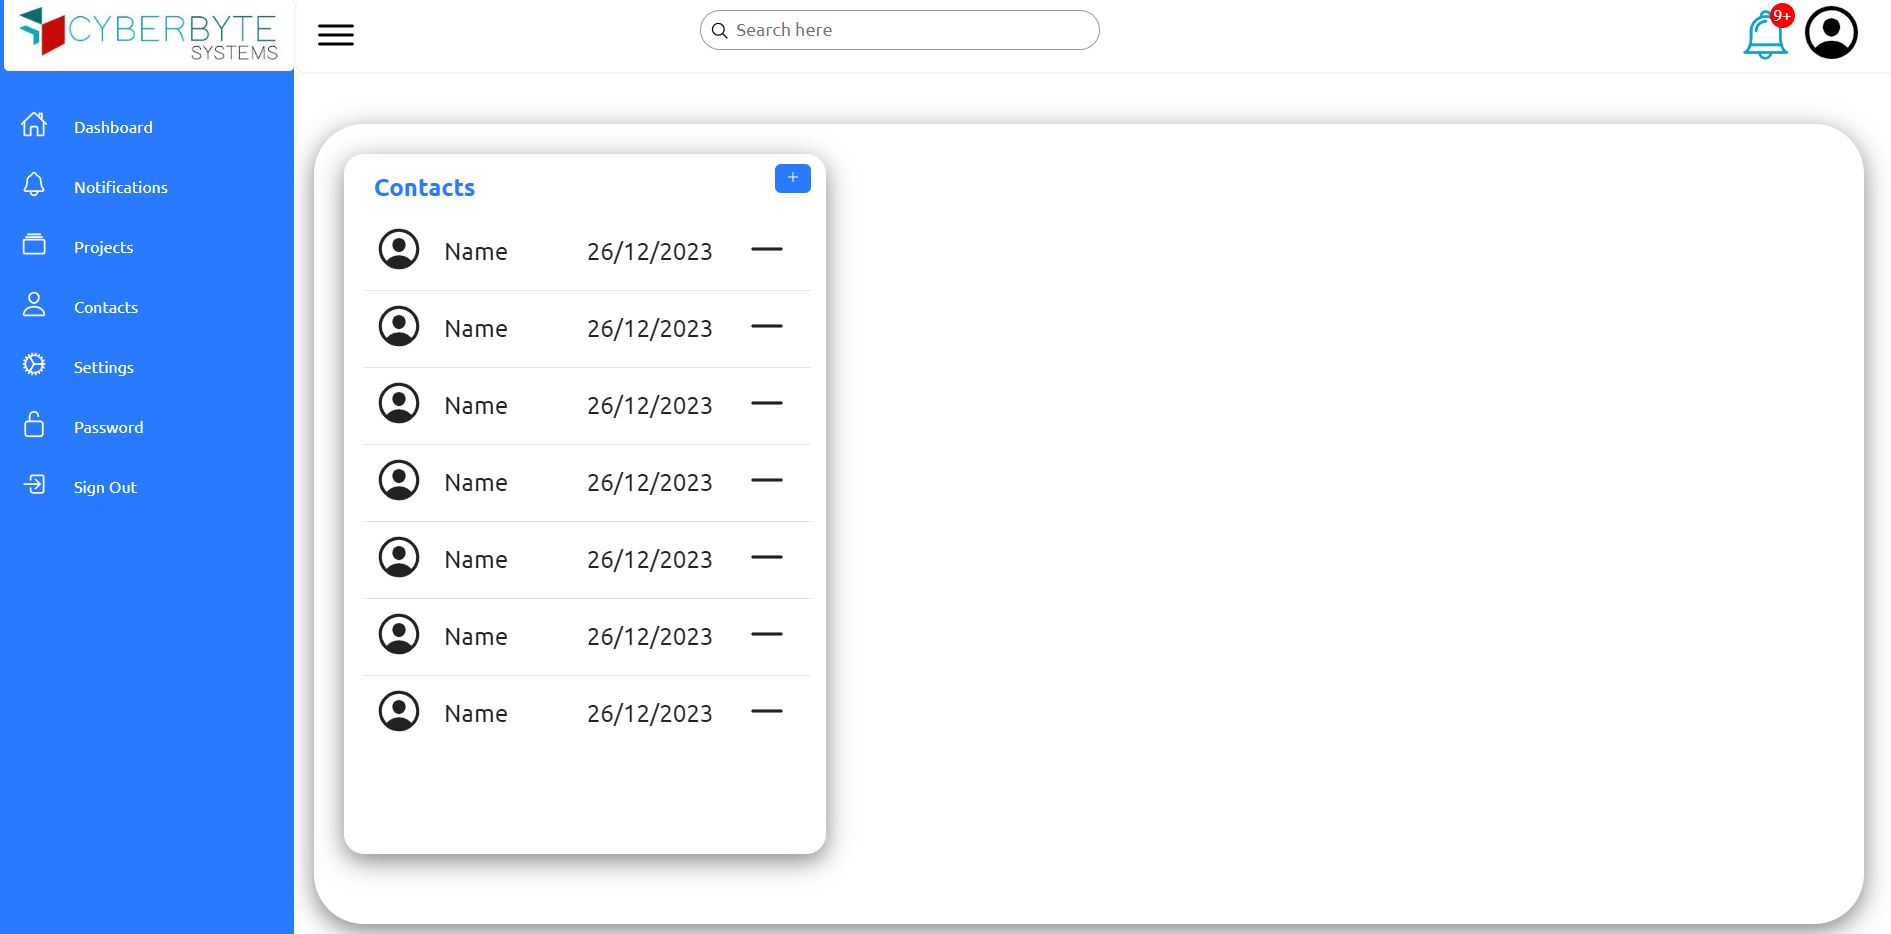 CYBERBYTE
SYSTEMS
Search here
9+
Dashboard
Notifications
Projects
Contacts
Settings
Password
Sign Out
Contacts
+
Name 26/12/2023
Name 26/12/2023
Name 26/12/2023
Name 26/12/2023
Name 26/12/2023
Name 26/12/2023
Name 26/12/2023